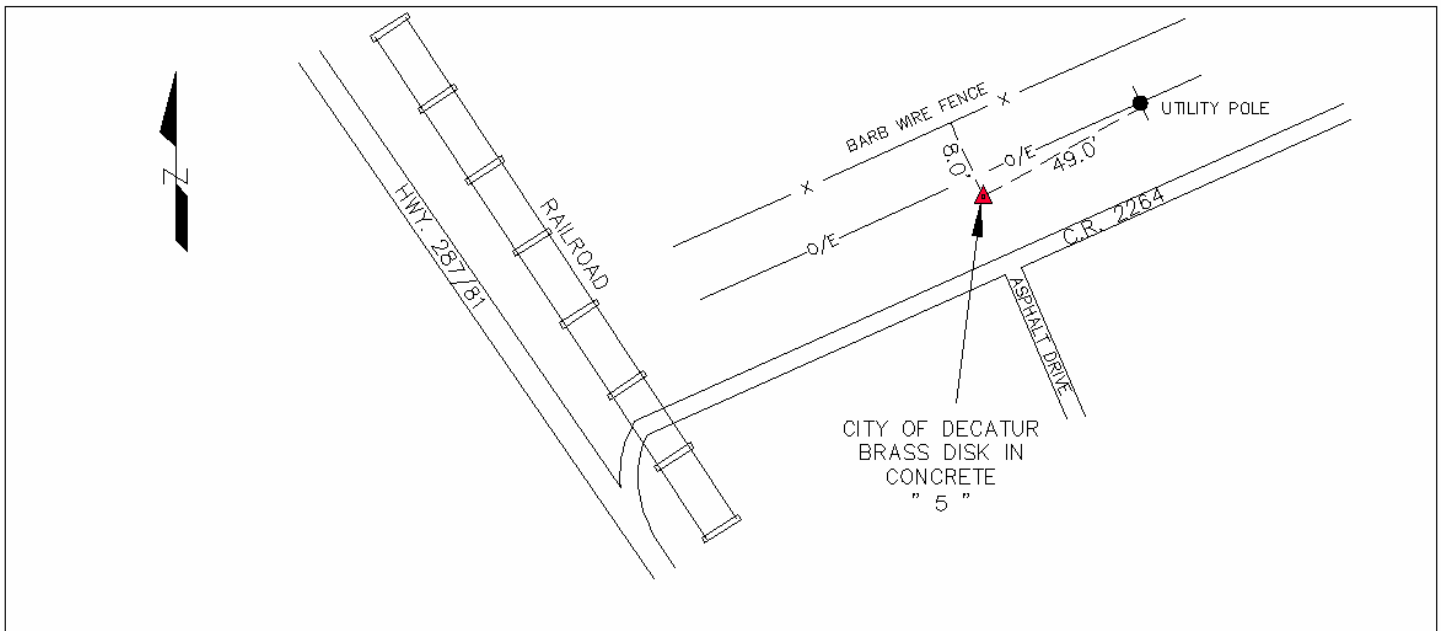 BARB WIRE FENCE
X
X
UTILITY POLE
O/E
8.0'
49.0'
N
HWY. 287/81
RAILROAD
O/E
C.R. 2264
ASPHALT DRIVE
CITY OF DECATUR
BRASS DISK IN
CONCRETE
" 5 "